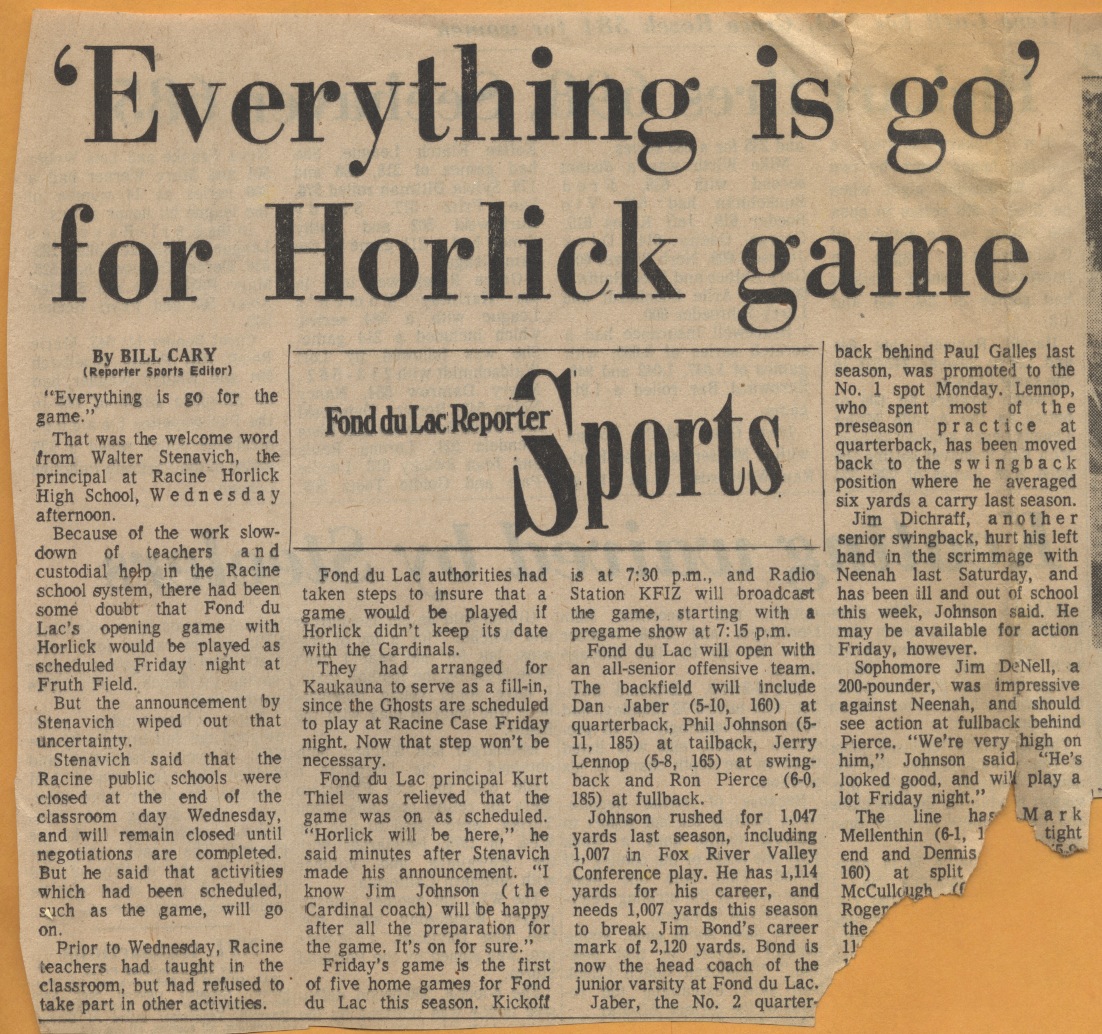 'Everything is go'
for Horlick game
By BILL CARY
(Reporter Sports Editor)
"Everything is go for the
game."
That was the welcome word
from Walter Stenavich, the
principal at Racine Horlick
High School, Wednesday
afternoon.
Because of the work slow-
down of teachers and
custodial help in the Racine
school system, there had been
some doubt that Fond du
Lac's opening game with
Horlick would be played as
scheduled Friday night at
Fruth Field.
But the announcement by
Stenavich wiped out that
uncertainty.
Stenavich said that the
Racine public schools were
closed at the end of the
classroom day Wednesday,
and will remain closed until
negotiations are completed.
But he said that activities
which had been scheduled,
such as the game, will go
on.
Prior to Wednesday, Racine
teachers had taught in the
classroom, but had refused to
take part in other activities.
Fond du Lac Reporter
Sports
Fond du Lac authorities had
taken steps to insure that a
game would be played if
Horlick didn't keep its date
with the Cardinals.
They had arranged for
Kaukauna to serve as a fill-in,
since the Ghosts are scheduled
to play at Racine Case Friday
night. Now that step won't be
necessary.
Fond du Lac principal Kurt
Thiel was relieved that the
game was on as scheduled.
"Horlick will be here," he
said minutes after Stenavich
made his announcement. "I
know Jim Johnson (the
Cardinal coach) will be happy
after all the preparation for
the game. It's on for sure."
Friday's game is the first
of five home games for Fond
du Lac this season. Kickoff
is at 7:30 p.m., and Radio
Station KFIZ will broadcast
the game, starting with a
pregame show at 7:15 p.m.
Fond du Lac will open with
an all-senior offensive team.
The backfield will include
Dan Jaber (5-10, 160) at
quarterback, Phil Johnson (5-
11, 185) at tailback, Jerry
Lennop (5-8, 165) at swing-
back and Ron Pierce (6-0,
185) at fullback.
Johnson rushed for 1,047
yards last season, including
1,007 in Fox River Valley
Conference play. He has 1,114
yards for his career, and
needs 1,007 yards this season
to break Jim Bond's career
mark of 2,120 yards. Bond is
now the head coach of the
junior varsity at Fond du Lac.
Jaber, the No. 2 quarter-
back behind Paul Galles last
season, was promoted to the
No. 1 spot Monday. Lennop,
who spent most of the
preseason practice at
quarterback, has been moved
back to the swingback
position where he averaged
six yards a carry last season.
Jim Dichraff, another
senior swingback, hurt his left
hand in the scrimmage with
Neenah last Saturday, and
has been ill and out of school
this week, Johnson said. He
may be available for action
Friday, however.
Sophomore Jim DeNell, a
200-pounder, was impressive
against Neenah, and should
see action at fullback behind
Pierce. "We're very high on
him," Johnson said. "He's
looked good, and will play a
lot Friday night."
The line has Mark
Mellenthin (6-1, tight
end and Dennis
160) at split
McCullough
Roger
the